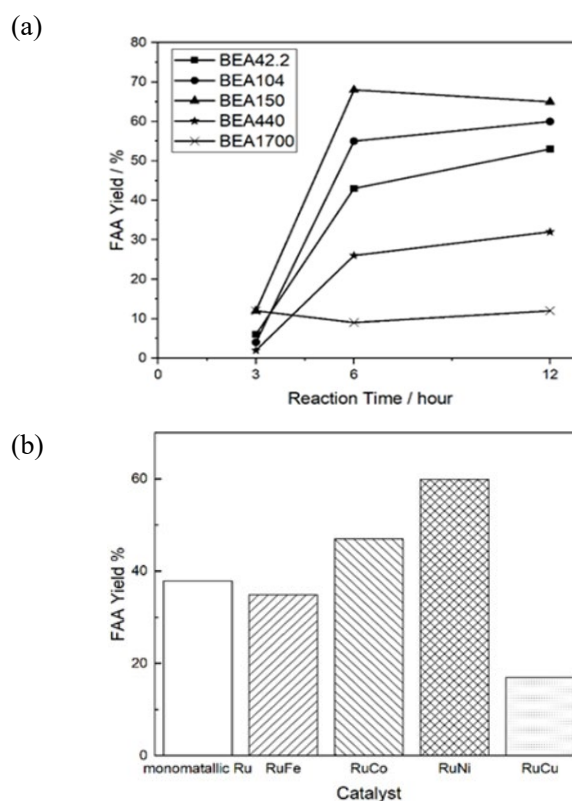 (a)
BEA42.2
BEA104
BEA150
BEA440
BEA1700
FAA Yield / %
80
70
60
50
40
30
20
10
0
0 3 6 12
Reaction Time / hour
(b)
FAA Yield %
60
40
20
0
monomatallic Ru RuFe RuCo RuNi RuCu
Catalyst